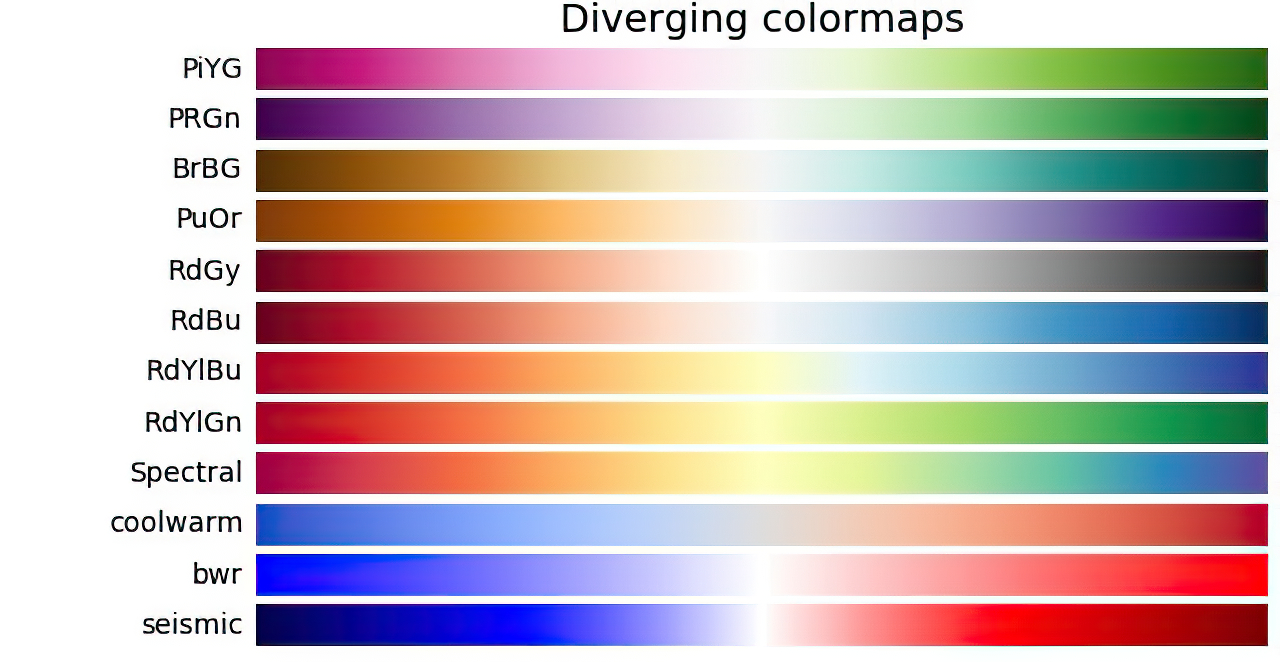 Diverging colormaps
PiYG
PRGn
BrBG
PuOr
RdGy
RdBu
RdYlBu
RdYlGn
Spectral
coolwarm
bwr
seismic